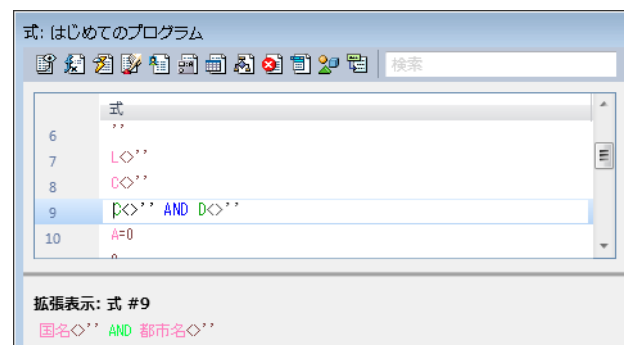 式: はじめてのプログラム
検索
式
6 ''
7 L<>''
8 C<>''
9 C<>'' AND D<>''
10 A=0
拡張表示: 式 #9
国名<>'' AND 都市名<>''